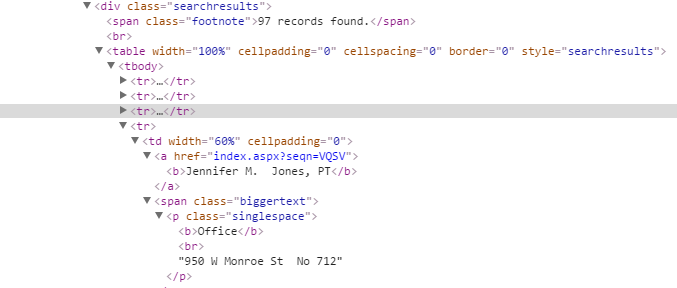 ▼<div class="searchresults">
<span class="footnote">97 records found.</span>
<br>
▼<table width="100%" cellpadding="0" cellspacing="0" border="0" style="searchresults">
▼<tbody>
▶<tr>…</tr>
▶<tr>…</tr>
▶<tr>…</tr>
▼<tr>
▼<td width="60%" cellpadding="0">
▼<a href="index.aspx?seqn=VQSV">
<b>Jennifer M.  Jones, PT</b>
</a>
▼<span class="biggertext">
▼<p class="singlespace">
<b>Office</b>
<br>
"950 W Monroe St  No 712"
</p>